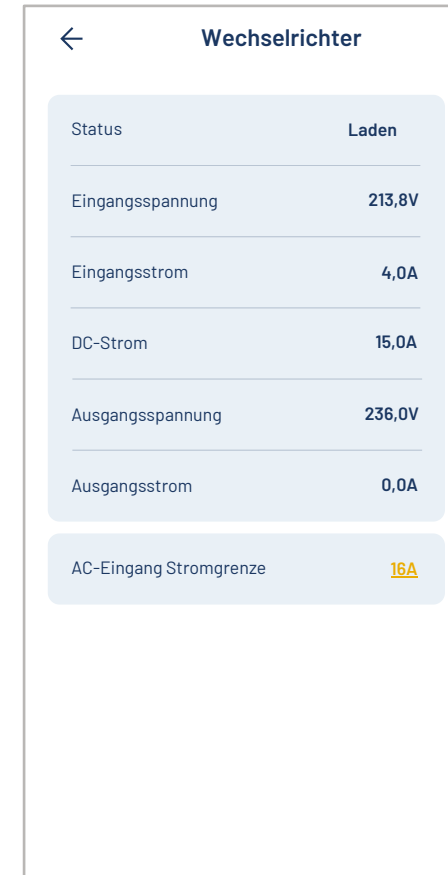 Wechselrichter
Status Laden
Eingangsspannung 213,8V
Eingangsstrom 4,0A
DC-Strom 15,0A
Ausgangsspannung 236,0V
Ausgangsstrom 0,0A
AC-Eingang Stromgrenze 16A